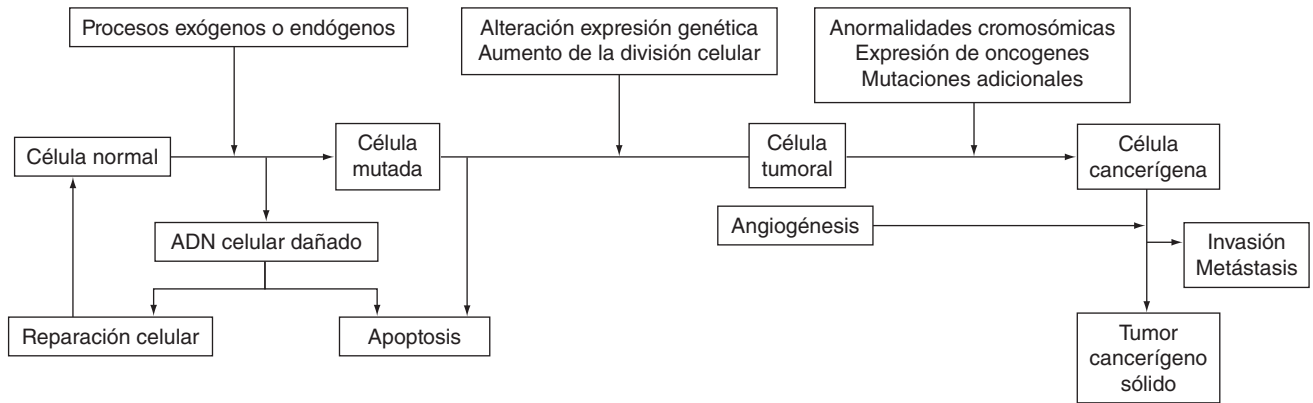 Procesos exógenos o endógenos
Alteración expresión genética
Aumento de la división celular
Anormalidades cromosómicas
Expresión de oncogenes
Mutaciones adicionales
Célula normal
Célula
mutada
Célula
tumoral
Célula
cancerígena
ADN celular dañado
Angiogénesis
Invasión
Metástasis
Reparación celular
Apoptosis
Tumor
cancerígeno
sólido